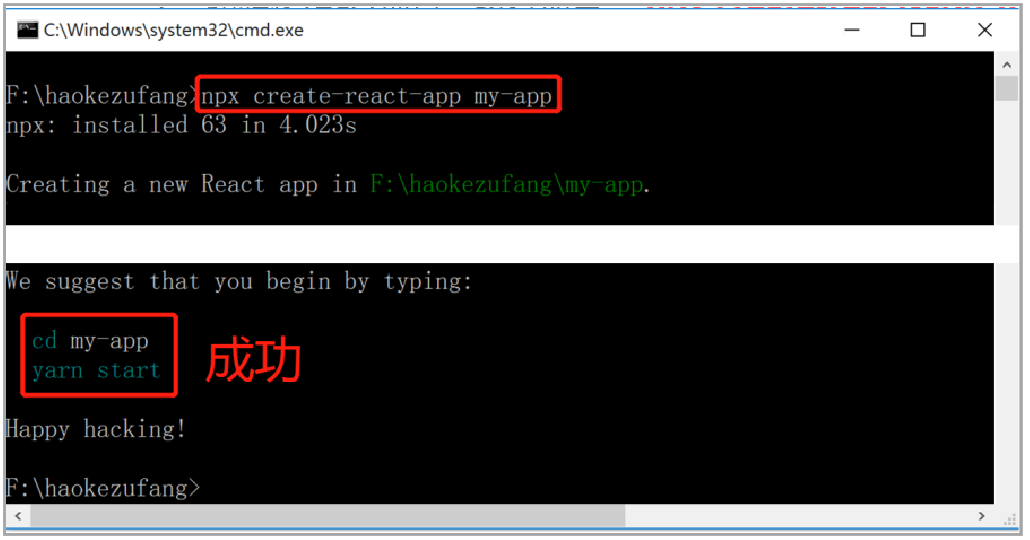 C:\Windows\system32\cmd.exe
F:\haokezufang>npx create-react-app my-app
npx: installed 63 in 4.023s
Creating a new React app in F:\haokezufang\my-app.
We suggest that you begin by typing:
cd my-app
yarn start
成功
Happy hacking!
F:\haokezufang>